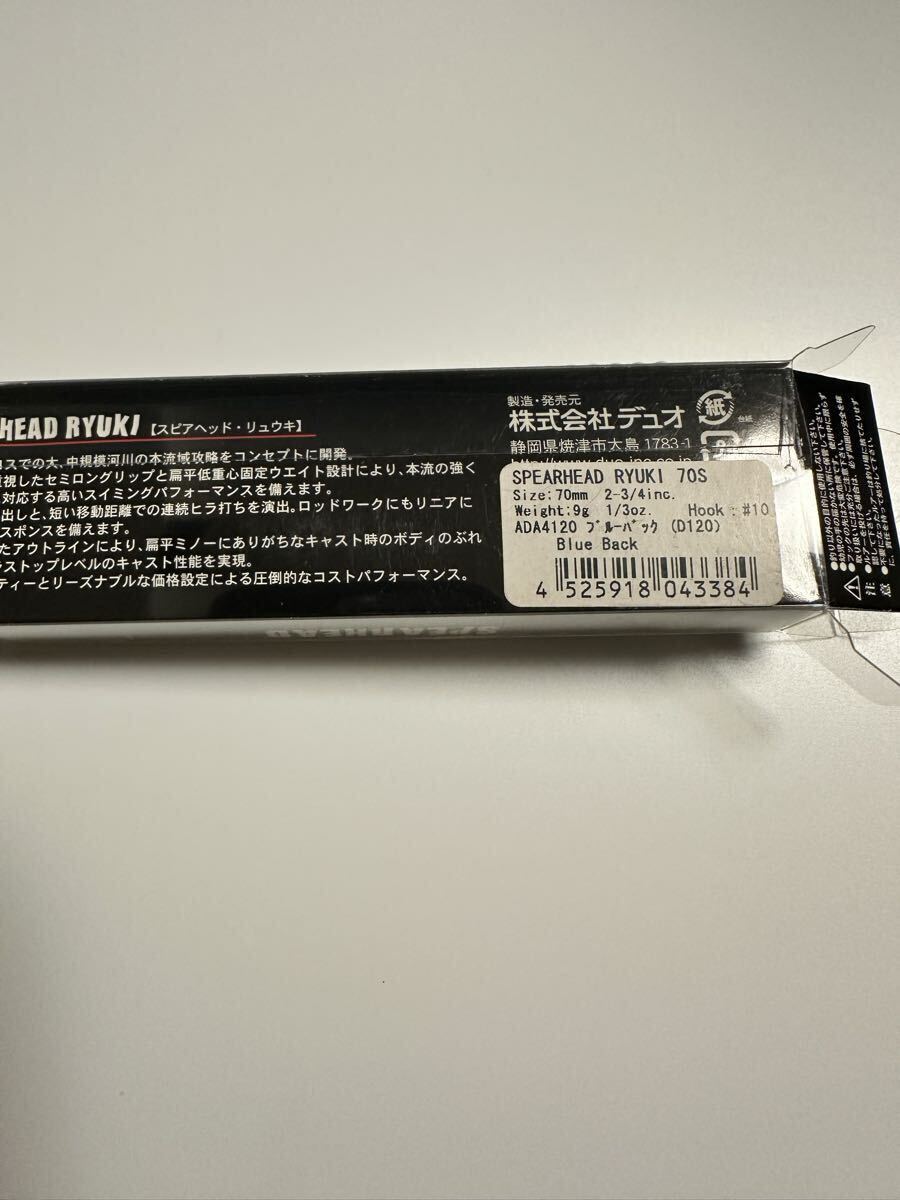 HEAD RYUKI【スピアヘッド・リュウキ】
ロスでの大、中規模河川の本流域攻略をコンセプトに開発。
重視したセミロングリップと扁平低重心固定ウエイト設計により、本流の強く
対応する高いスイミングパフォーマンスを備えます。
出しと、短い移動距離での連続ヒラ打ちを演出。ロッドワークにもリニアに
スポンスを備えます。
たアウトラインにより、扁平ミノーにありがちなキャスト時のボディのぶれ
ストップレベルのキャスト性能を実現。
ティーとリーズナブルな価格設定による圧倒的なコストパフォーマンス。
SPEARHEAD
製造・発売元
株式会社デュオ
静岡県焼津市大島 1783-1
紙
台紙
SPEARHEAD RYUKI 70S
Size:70mm 2-3/4inc.
Weight:9g 1/3oz. Hook : #10
ADA4120 ブルーバック (D120)
Blue Back
4 525918 043384
注意